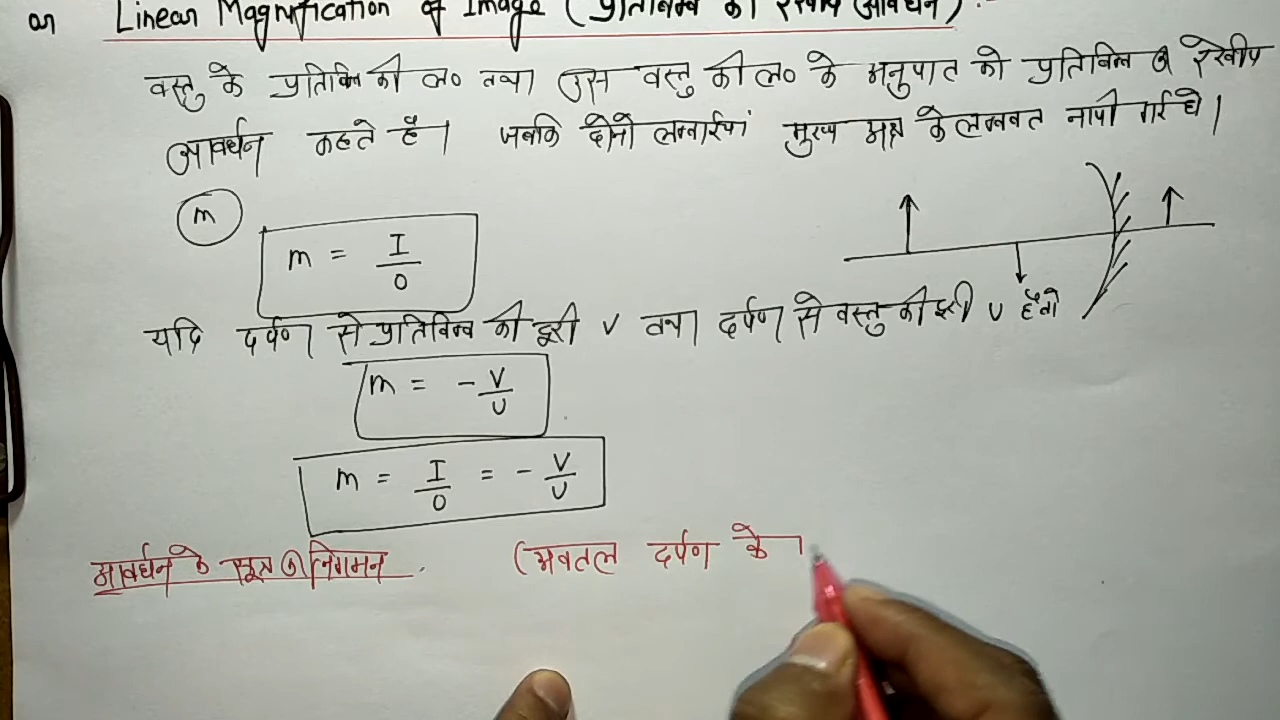 Linear Magnification of Image (प्रतिबिम्ब का रेखीय आवर्धन) :-
वस्तु के प्रतिबिम्ब की ल० तथा उस वस्तु की ल० के अनुपात को प्रतिबिम्ब का रेखीय
आवर्धन कहते है। जबकि दोनो लम्बाईयां मुख्य अक्ष के लम्बवत नापी गई हो।
m
m = I/O
यदि दर्पण से प्रतिबिम्ब की दूरी v तथा दर्पण से वस्तु की दूरी u है तो
m = - v/u
m = I/O = - v/u
आवर्धन के सूत्र का निगमन. (अवतल दर्पण के